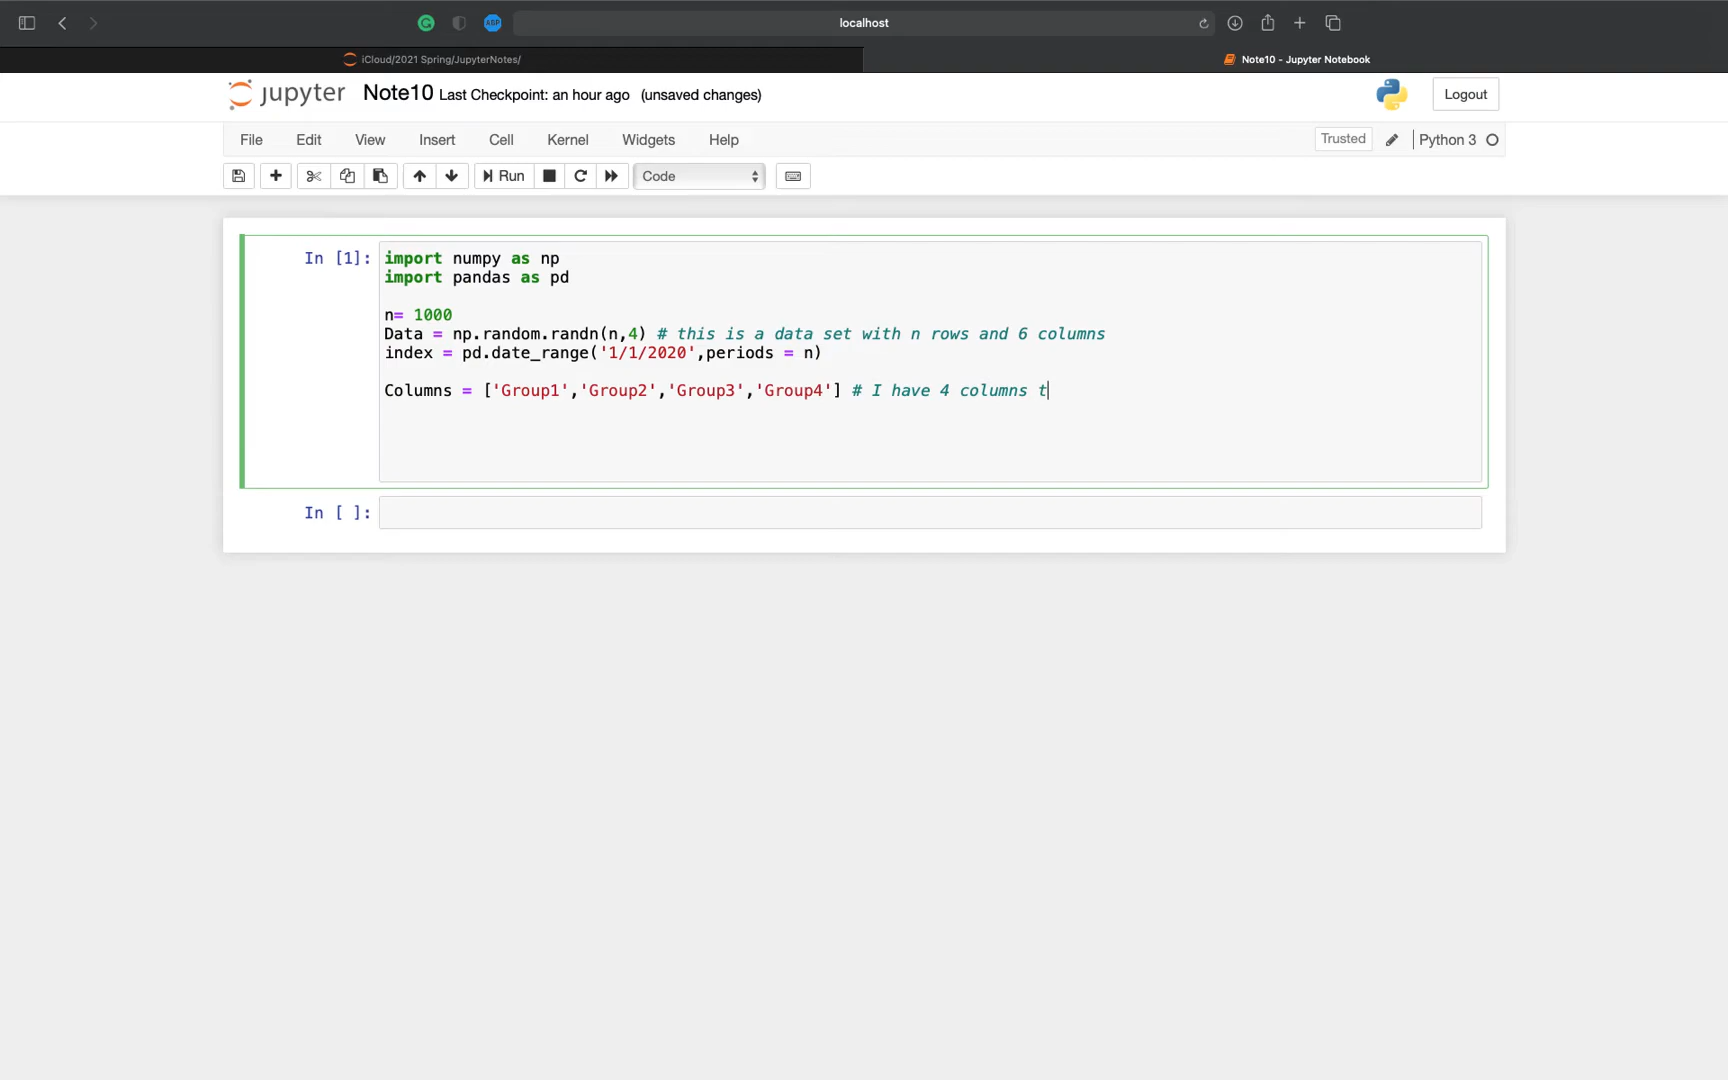 localhost
iCloud/2021 Spring/JupyterNotes/
Note10 - Jupyter Notebook
jupyter Note10 Last Checkpoint: an hour ago (unsaved changes)
Logout
File Edit View Insert Cell Kernel Widgets Help
Trusted Python 3
Run Code
In [1]:
import numpy as np
import pandas as pd
n= 1000
Data = np.random.randn(n,4) # this is a data set with n rows and 6 columns
index = pd.date_range('1/1/2020',periods = n)
Columns = ['Group1','Group2','Group3','Group4'] # I have 4 columns t
In [ ]: